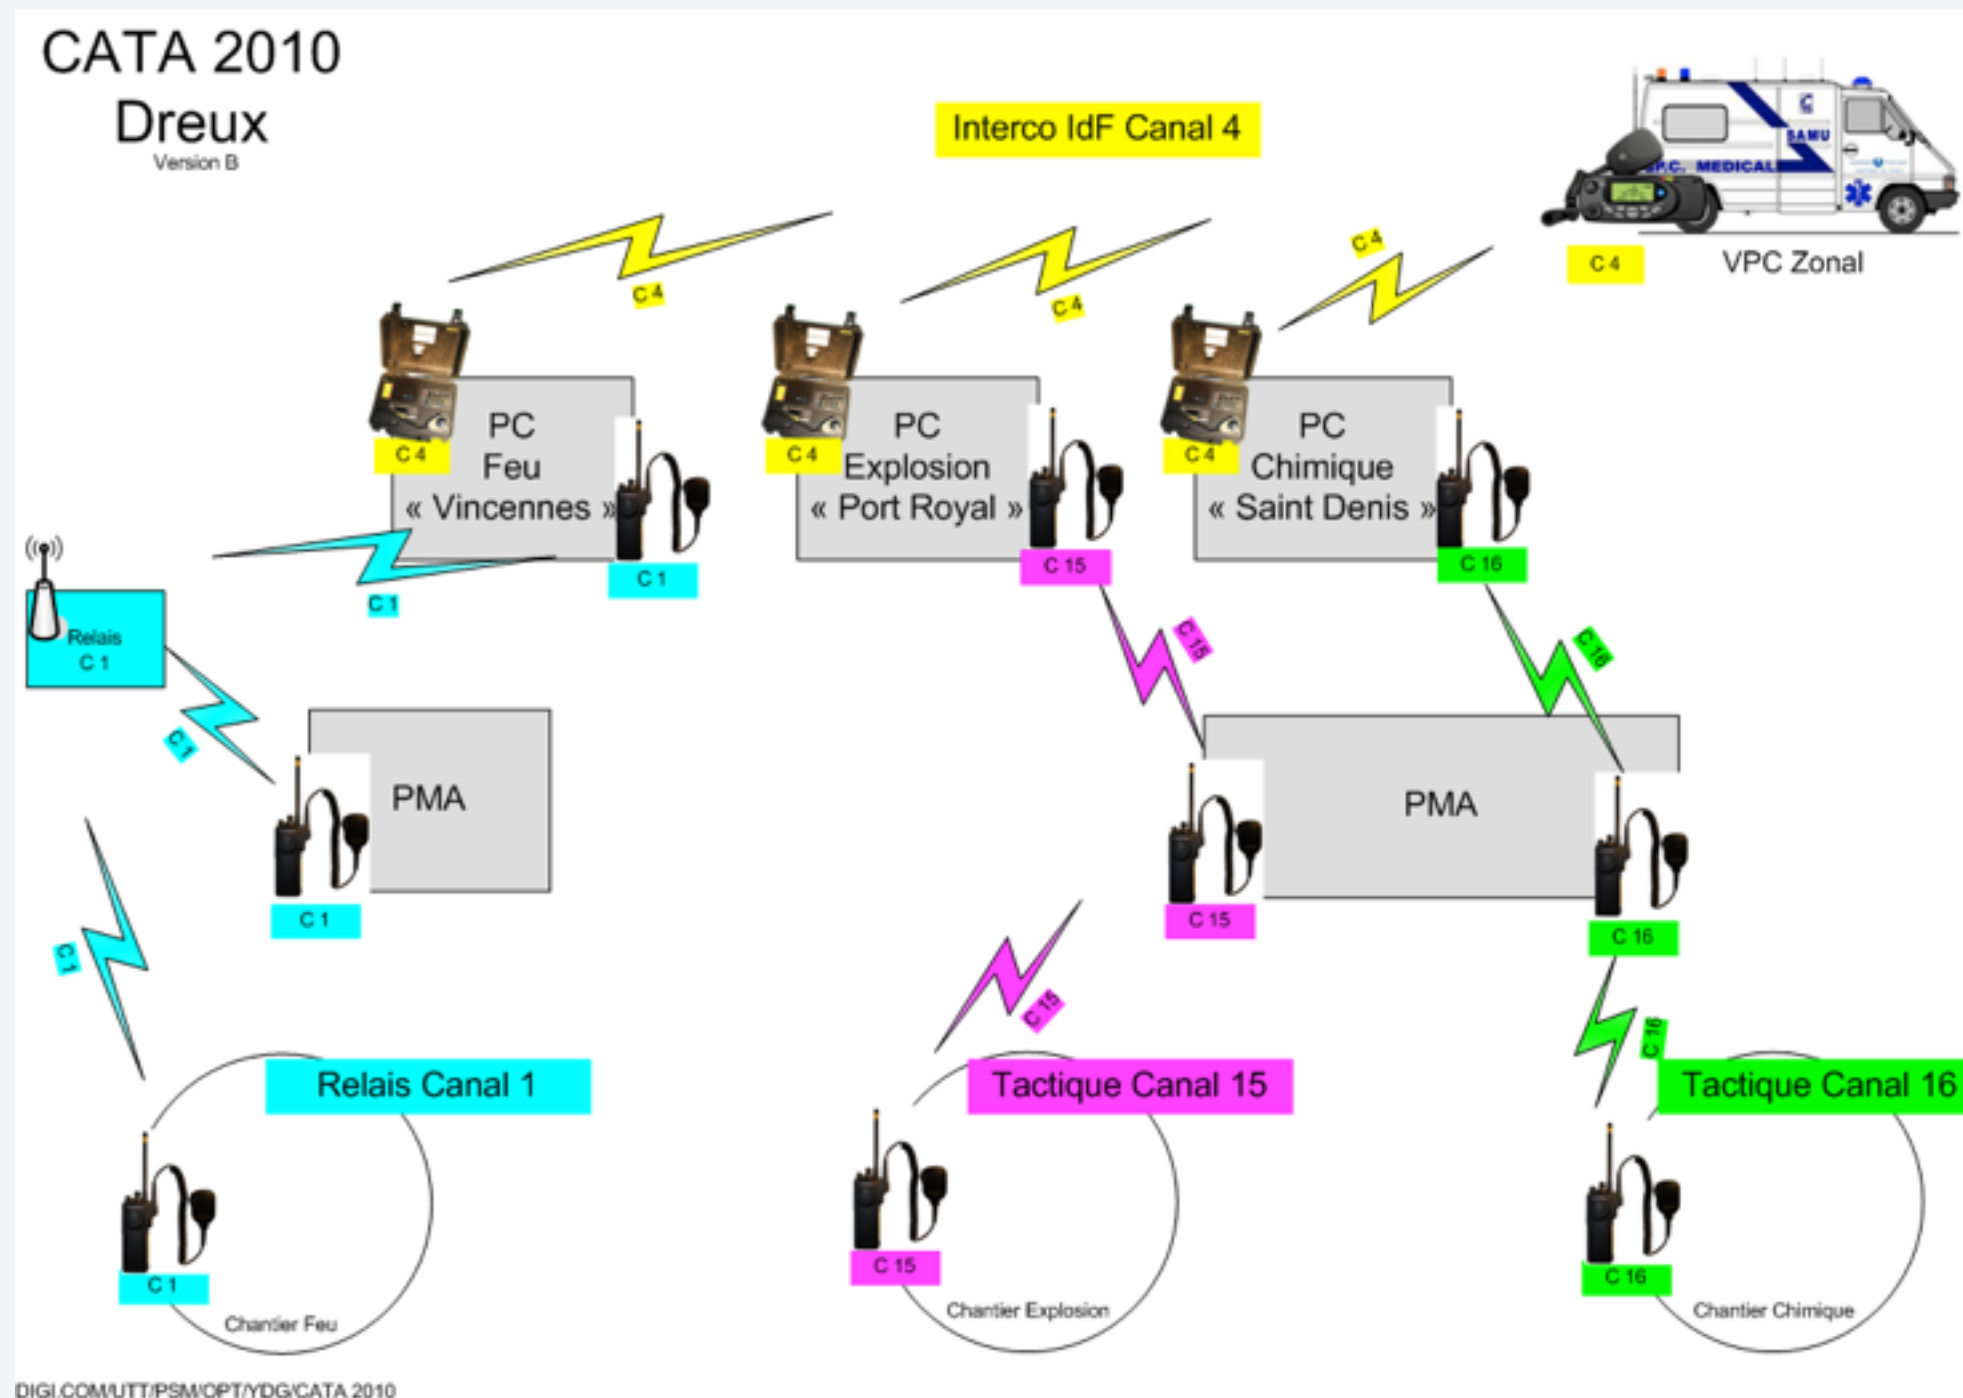 CATA 2010
Dreux
Version B
Interco IdF Canal 4
SAMU
P.C. MEDICAL
C 4
VPC Zonal
C 4
C 4
C 4
C 4
PC
Feu
« Vincennes »
C 1
C 4
PC
Explosion
« Port Royal »
C 15
C 4
PC
Chimique
« Saint Denis »
C 16
C 1
Relais
C 1
C 1
C 15
C 16
PMA
C 1
PMA
C 15
C 16
C 1
C 15
C 16
Relais Canal 1
C 1
Chantier Feu
Tactique Canal 15
C 15
Chantier Explosion
Tactique Canal 16
C 16
Chantier Chimique
DIGI.COM/UTT/PSM/OPT/YDG/CATA 2010